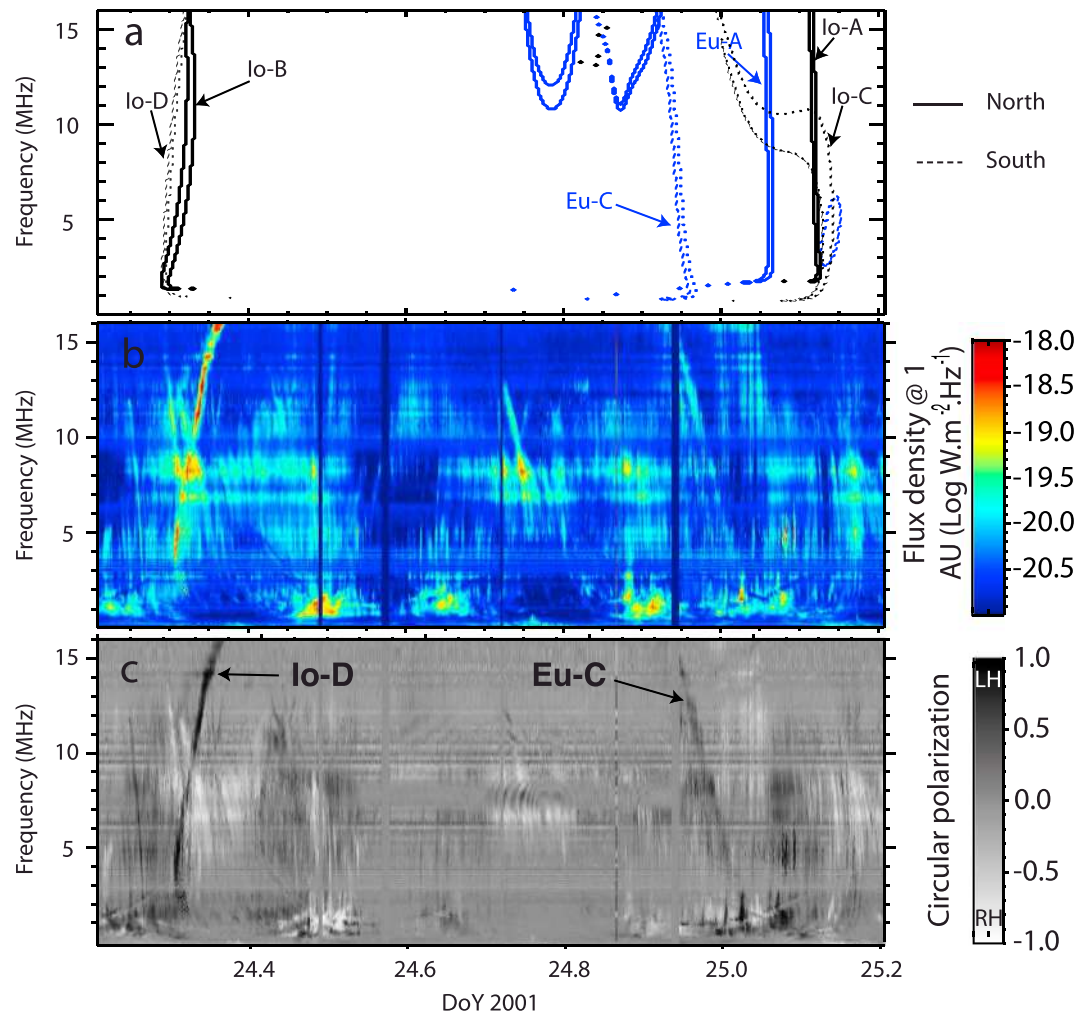 a
15
10
5
Frequency (MHz)
Io-D
Io-B
Eu-A
Io-A
Io-C
Eu-C
North
South
b
15
10
5
Frequency (MHz)
-18.0
-18.5
-19.0
-19.5
-20.0
-20.5
Flux density @ 1
AU (Log W.m-2.Hz-1)
c
15
10
5
Frequency (MHz)
Io-D
Eu-C
1.0
LH
0.5
0.0
-0.5
RH
-1.0
Circular polarization
24.4
24.6
24.8
25.0
25.2
DoY 2001